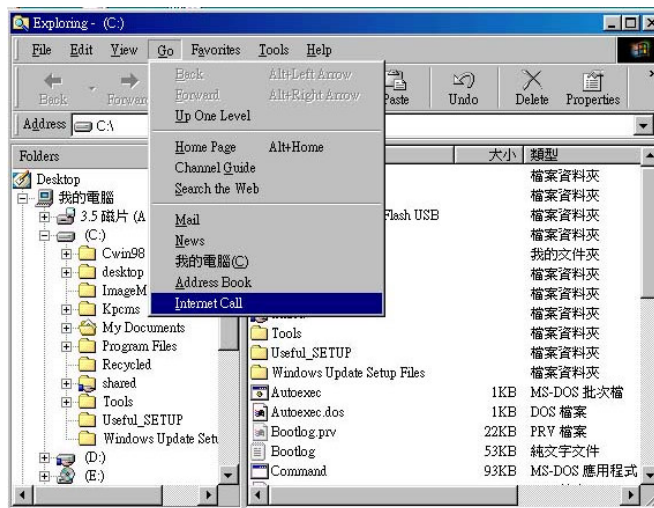 Exploring - (C:)
File Edit View Go Favorites Tools Help
Back Forward Paste Undo Delete Properties
Address C:\
Back Alt+Left Arrow
Forward Alt+Right Arrow
Up One Level
Home Page Alt+Home
Channel Guide
Search the Web
Mail
News
我的電腦(C)
Address Book
Internet Call
Folders
Desktop
我的電腦
3.5 磁片 (A
(C:)
Cwin98
desktop
ImageM
Kpcms
My Documents
Program Files
Recycled
shared
Tools
Useful_SETUP
Windows Update Setu
(D:)
(E:)
大小 類型
檔案資料夾
檔案資料夾
Flash USB 檔案資料夾
檔案資料夾
我的文件夾
檔案資料夾
檔案資料夾
檔案資料夾
Tools 檔案資料夾
Useful_SETUP 檔案資料夾
Windows Update Setup Files 檔案資料夾
Autoexec 1KB MS-DOS 批次檔
Autoexec.dos 1KB DOS 檔案
Bootlog.prv 22KB PRV 檔案
Bootlog 53KB 純文字文件
Command 93KB MS-DOS 應用程式